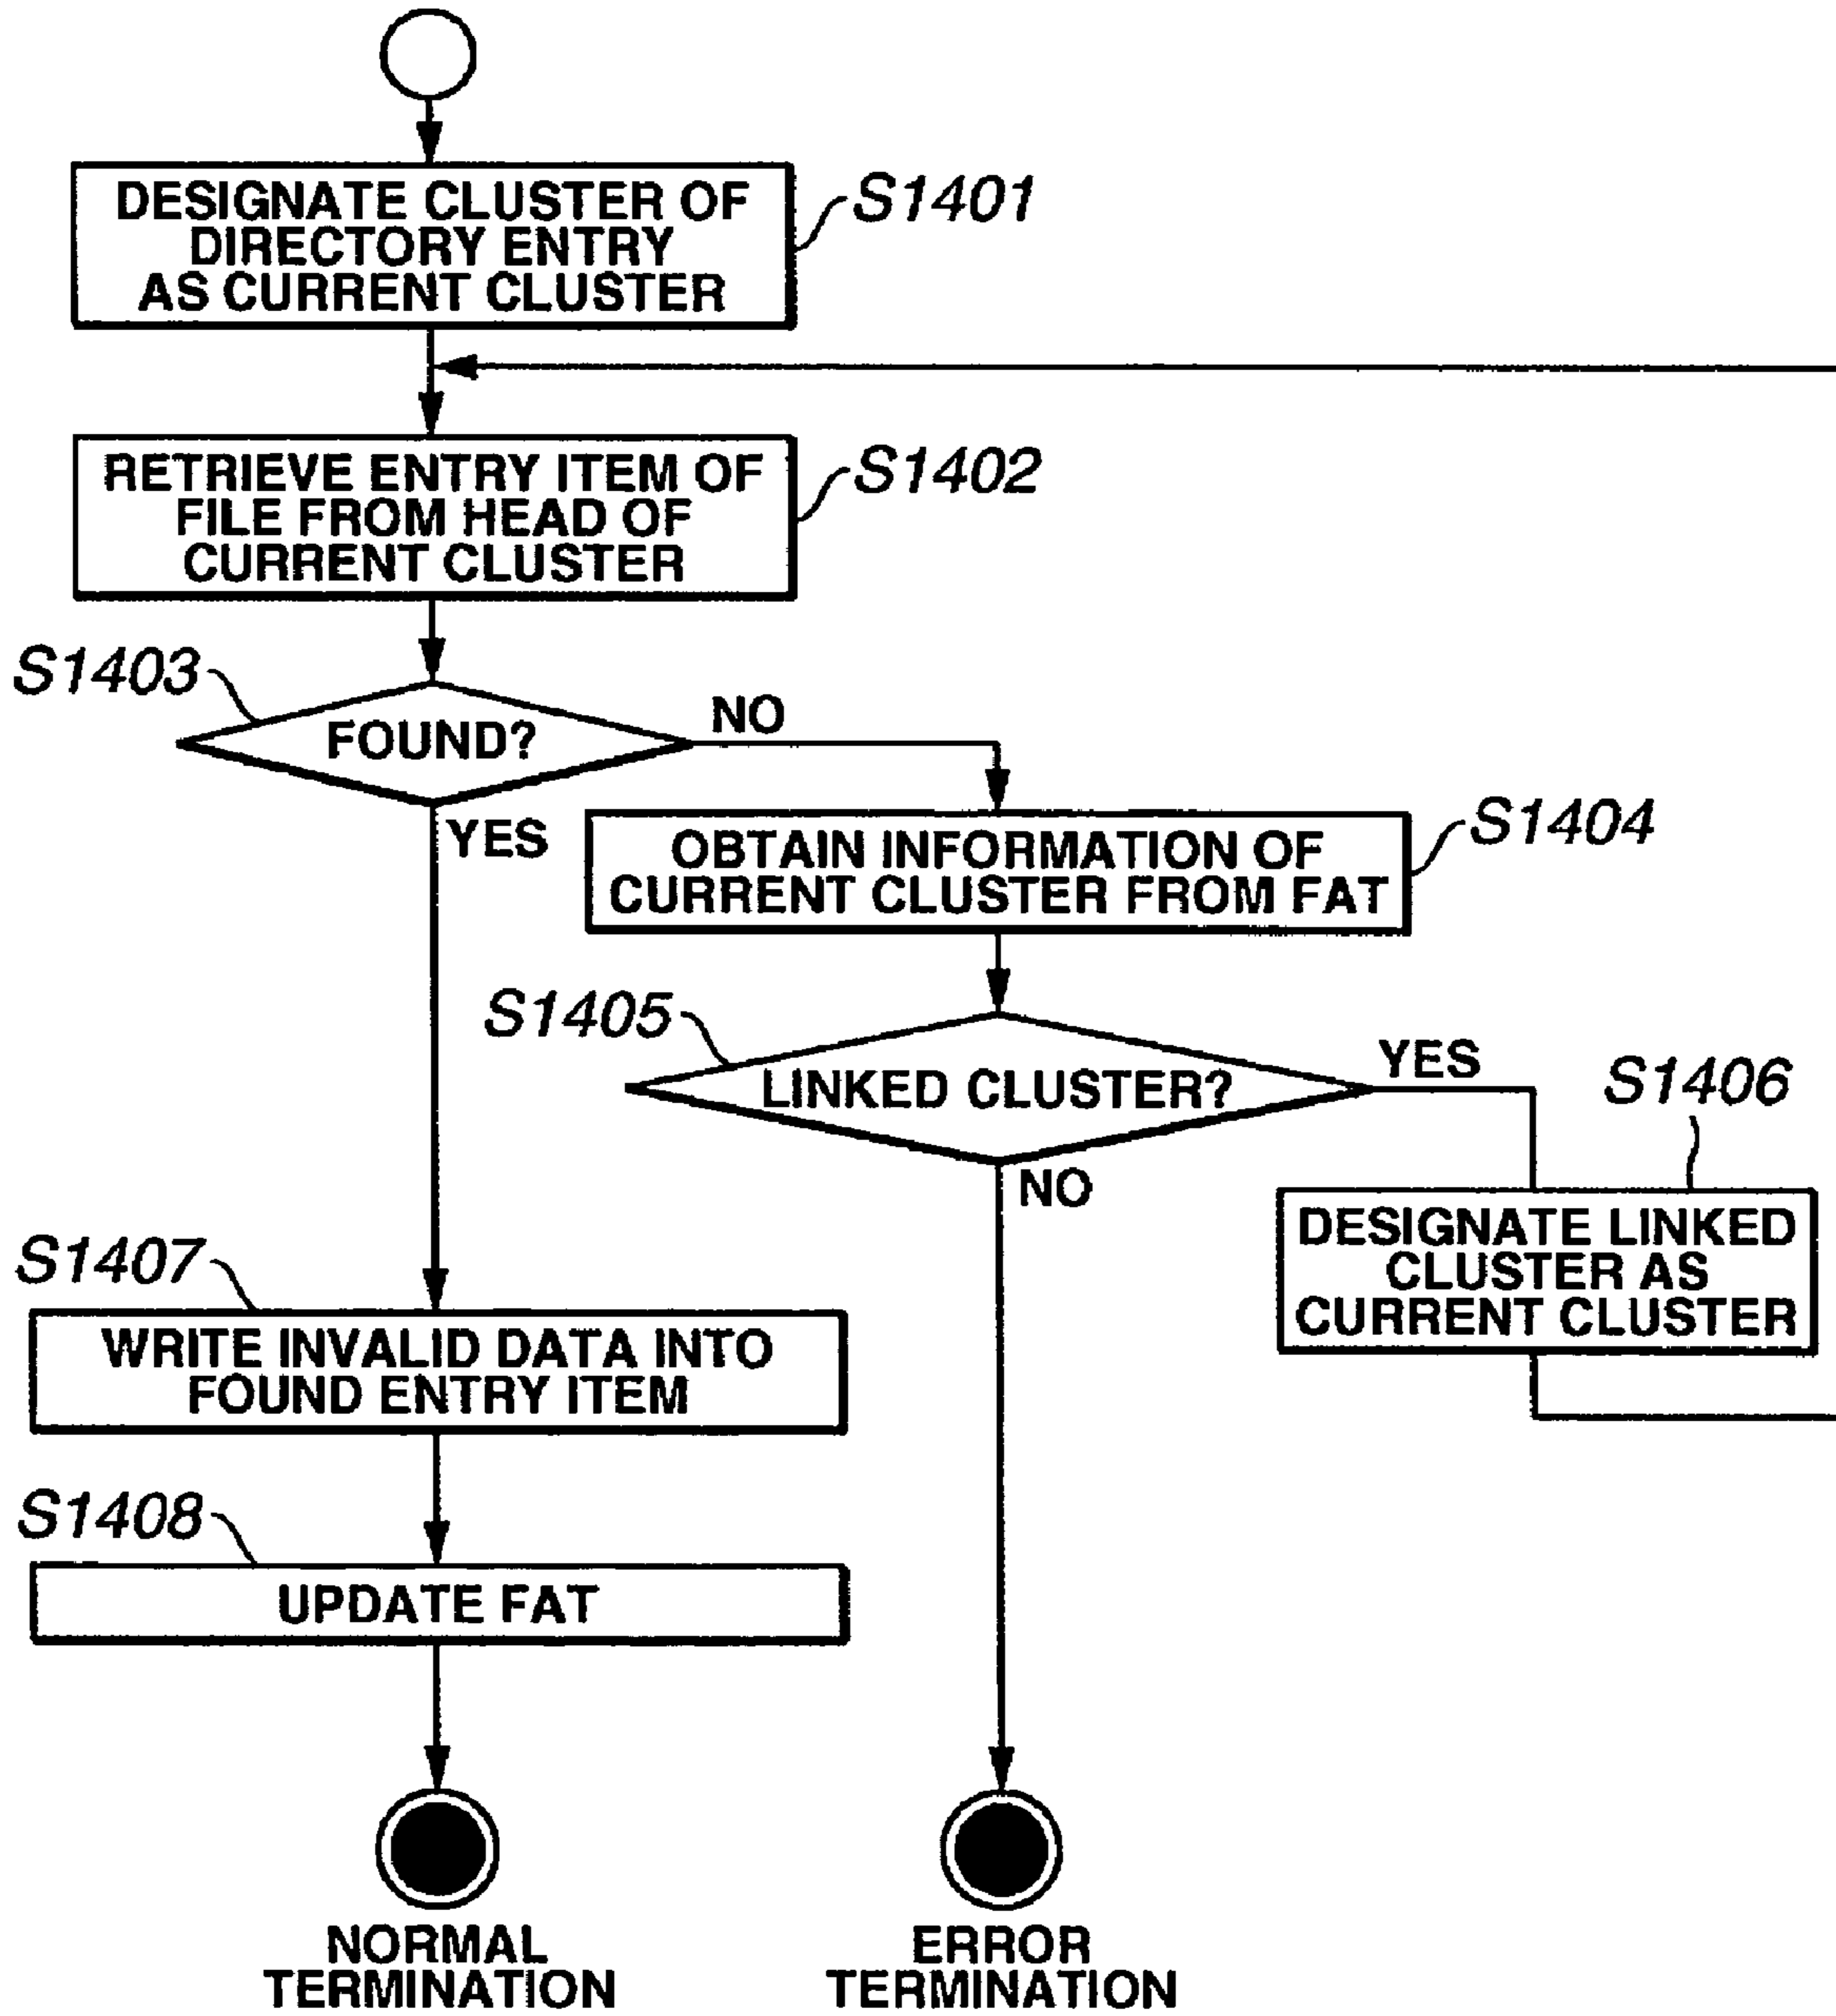 DESIGNATE CLUSTER OF
DIRECTORY ENTRY
AS CURRENT CLUSTER
S1401
RETRIEVE ENTRY ITEM OF
FILE FROM HEAD OF
CURRENT CLUSTER
S1402
S1403
FOUND?
NO
YES
OBTAIN INFORMATION OF
CURRENT CLUSTER FROM FAT
S1404
S1405
LINKED CLUSTER?
YES
NO
S1406
DESIGNATE LINKED
CLUSTER AS
CURRENT CLUSTER
S1407
WRITE INVALID DATA INTO
FOUND ENTRY ITEM
S1408
UPDATE FAT
NORMAL
TERMINATION
ERROR
TERMINATION